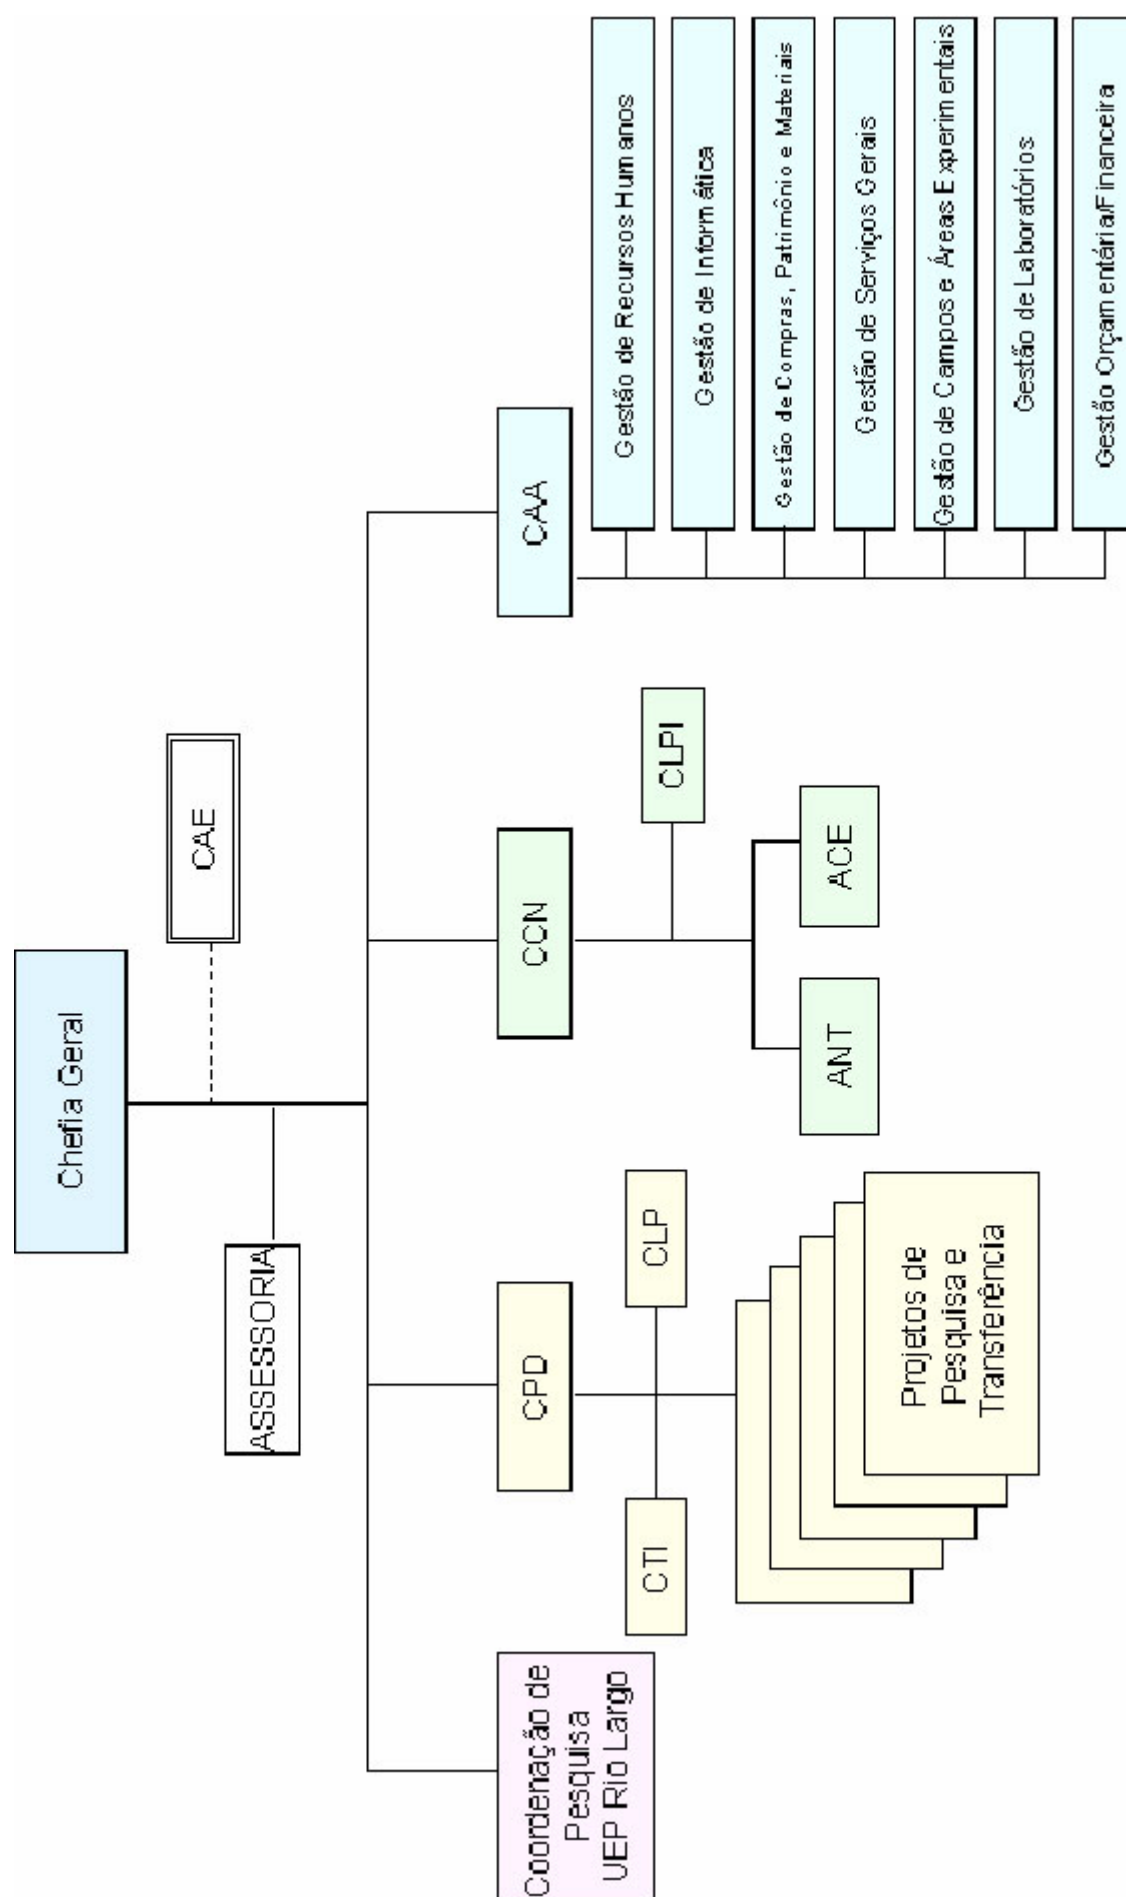 Chefia Geral
CAE
ASSESSORIA
Coordenação de
Pesquisa
UEP Rio Largo
CPD
CCN
CAA
CTI
CLP
CLPI
Projetos de
Pesquisa e
Transferência
ANT
ACE
Gestão de Recursos Humanos
Gestão de Informática
Gestão de Compras, Patrimônio e Materiais
Gestão de Serviços Gerais
Gestão de Campos e Áreas Experimentais
Gestão de Laboratórios
Gestão Orçamentária/Financeira